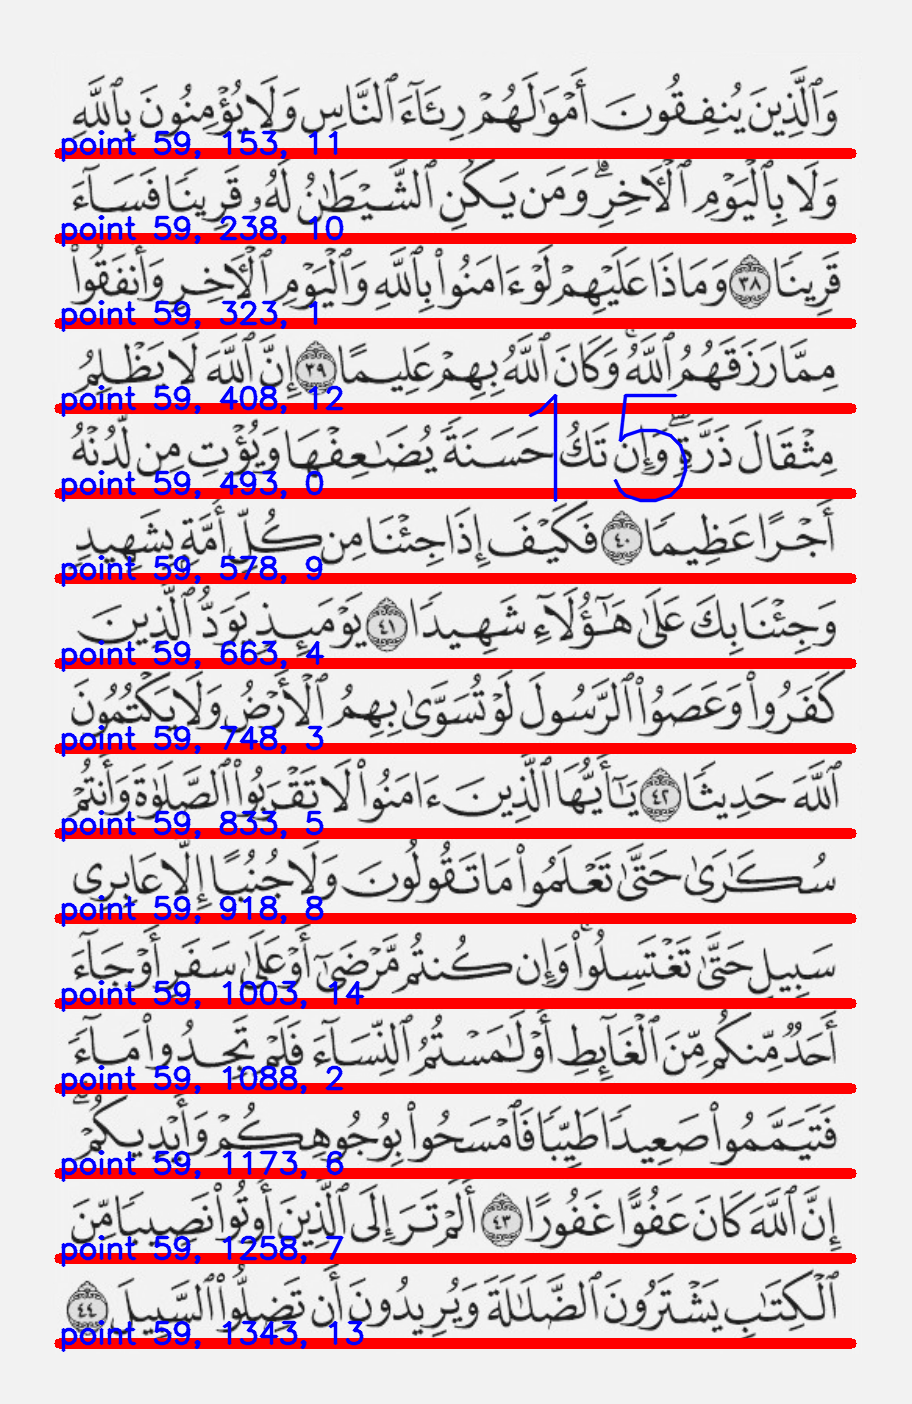 وَٱلَّذِينَ يُنفِقُونَ أَمْوَٰلَهُمْ رِئَآءَ ٱلنَّاسِ وَلَا يُؤْمِنُونَ بِٱللَّهِ
point 59, 153, 11
وَلَا بِٱلْيَوْمِ ٱلْأَخِرِ ۗ وَمَن يَكُنِ ٱلشَّيْطَٰنُ لَهُۥ قَرِينًا فَسَآءَ
point 59, 238, 10
قَرِينًا ٣٨ وَمَاذَا عَلَيْهِمْ لَوْ ءَامَنُوا۟ بِٱللَّهِ وَٱلْيَوْمِ ٱلْأَخِرِ وَأَنفَقُوا۟
point 59, 323, 1
مِمَّا رَزَقَهُمُ ٱللَّهُ ۚ وَكَانَ ٱللَّهُ بِهِمْ عَلِيمًا ٣٩ إِنَّ ٱللَّهَ لَا يَظْلِمُ
point 59, 408, 12
15
مِثْقَالَ ذَرَّةٍ ۖ وَإِن تَكُ حَسَنَةً يُضَٰعِفْهَا وَيُؤْتِ مِن لَّدُنْهُ
point 59, 493, 0
أَجْرًا عَظِيمًا ٤٠ فَكَيْفَ إِذَا جِئْنَا مِن كُلِّ أُمَّةٍۭ بِشَهِيدٍ
point 59, 578, 9
وَجِئْنَا بِكَ عَلَىٰ هَٰٓؤُلَآءِ شَهِيدًا ٤١ يَوْمَئِذٍ يَوَدُّ ٱلَّذِينَ
point 59, 663, 4
كَفَرُوا۟ وَعَصَوُا۟ ٱلرَّسُولَ لَوْ تُسَوَّىٰ بِهِمُ ٱلْأَرْضُ وَلَا يَكْتُمُونَ
point 59, 748, 3
ٱللَّهَ حَدِيثًا ٤٢ يَٰٓأَيُّهَا ٱلَّذِينَ ءَامَنُوا۟ لَا تَقْرَبُوا۟ ٱلصَّلَوٰةَ وَأَنتُمْ
point 59, 833, 5
سُكَٰرَىٰ حَتَّىٰ تَعْلَمُوا۟ مَا تَقُولُونَ وَلَا جُنُبًا إِلَّا عَابِرِى
point 59, 918, 8
سَبِيلٍ حَتَّىٰ تَغْتَسِلُوا۟ ۚ وَإِن كُنتُم مَّرْضَىٰٓ أَوْ عَلَىٰ سَفَرٍ أَوْ جَآءَ
point 59, 1003, 14
أَحَدٌ مِّنكُم مِّنَ ٱلْغَآئِطِ أَوْ لَٰمَسْتُمُ ٱلنِّسَآءَ فَلَمْ تَجِدُوا۟ مَآءً
point 59, 1088, 2
فَتَيَمَّمُوا۟ صَعِيدًا طَيِّبًا فَٱمْسَحُوا۟ بِوُجُوهِكُمْ وَأَيْدِيكُمْ ۗ
point 59, 1173, 6
إِنَّ ٱللَّهَ كَانَ عَفُوًّا غَفُورًا ٤٣ أَلَمْ تَرَ إِلَى ٱلَّذِينَ أُوتُوا۟ نَصِيبًا مِّنَ
point 59, 1258, 7
ٱلْكِتَٰبِ يَشْتَرُونَ ٱلضَّلَٰلَةَ وَيُرِيدُونَ أَن تَضِلُّوا۟ ٱلسَّبِيلَ ٤٤
point 59, 1343, 13